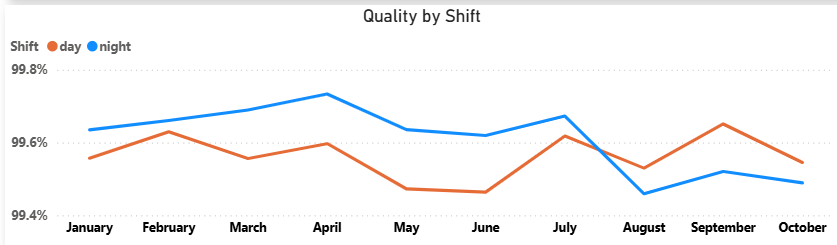 Quality by Shift
Shift day night
99.8%
99.6%
99.4%
January February March April May June July August September October